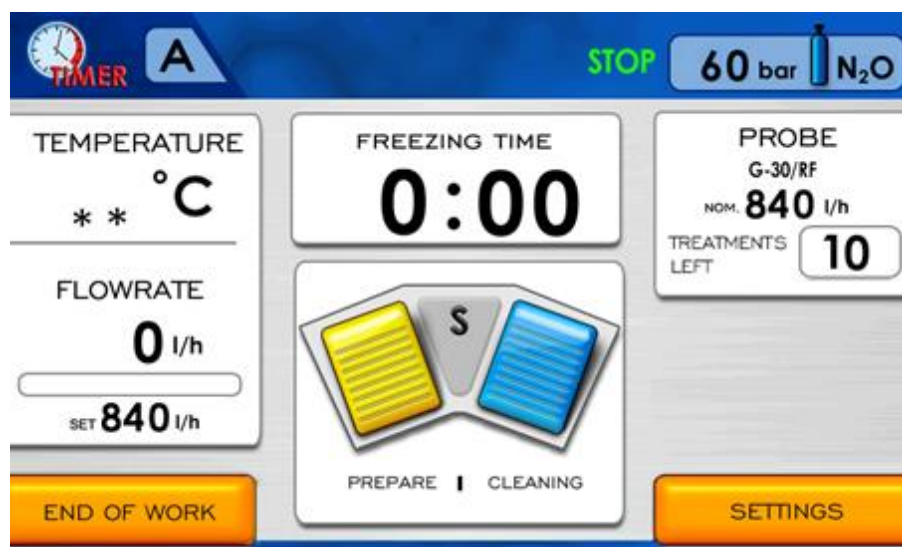 TIMER A
STOP 60 bar N₂O
TEMPERATURE
** °C
FLOWRATE
0 l/h
SET 840 l/h
END OF WORK
FREEZING TIME
0:00
S
PREPARE | CLEANING
PROBE
G-30/RF
NOM. 840 l/h
TREATMENTS
LEFT 10
SETTINGS